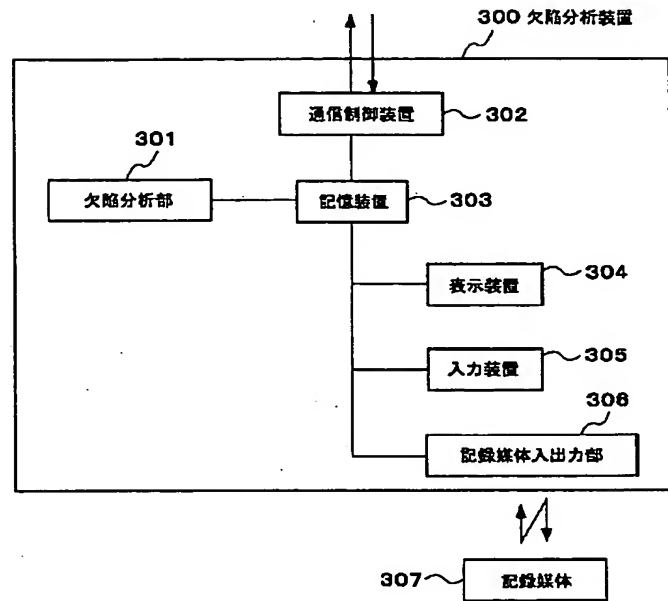 300 欠陥分析装置
通信制御装置
302
301
欠陥分析部
記憶装置
303
表示装置
304
入力装置
305
306
記録媒体入出力部
307
記録媒体